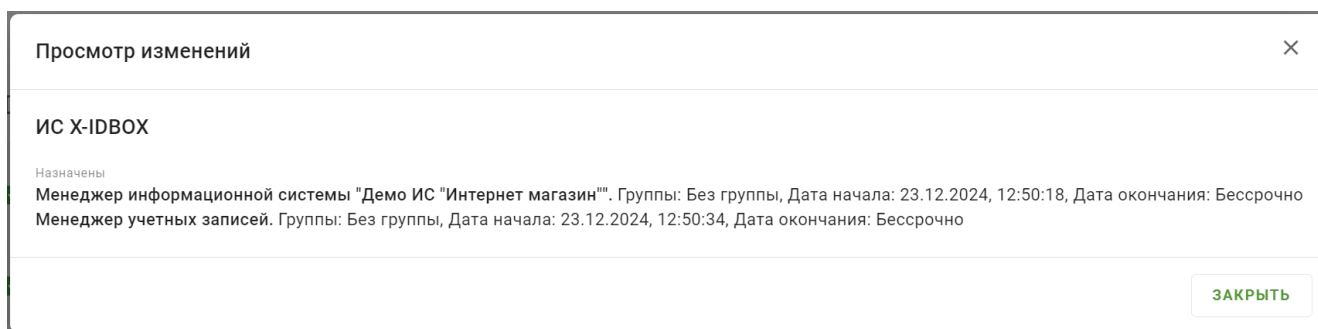 Просмотр изменений
ИС X-IDBOX
Назначены
Менеджер информационной системы "Демо ИС "Интернет магазин"". Группы: Без группы, Дата начала: 23.12.2024, 12:50:18, Дата окончания: Бессрочно
Менеджер учетных записей. Группы: Без группы, Дата начала: 23.12.2024, 12:50:34, Дата окончания: Бессрочно
ЗАКРЫТЬ